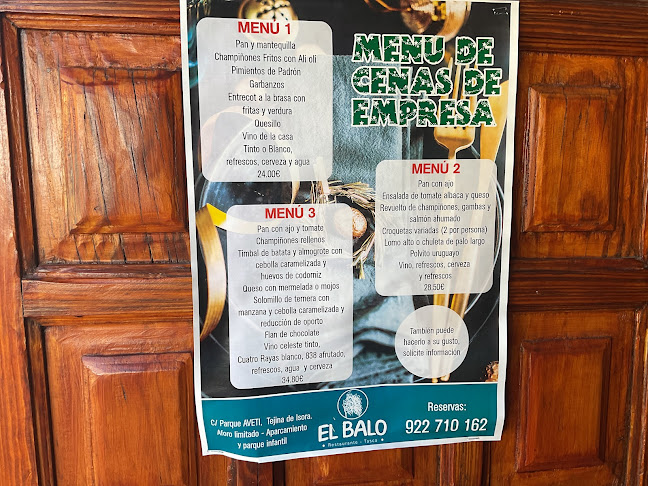 MENÚ DE
CENAS DE
EMPRESA
MENÚ 1
Pan y mantequilla
Champiñones Fritos con Ali oli
Pimientos de Padrón
Garbanzos
Entrecot a la brasa con
fritas y verdura
Quesillo
Vino de la casa
Tinto o Blanco,
refrescos, cerveza y agua
24.00€
MENÚ 2
Pan con ajo
Ensalada de tomate albaca y queso
Revuelto de champiñones, gambas y
salmón ahumado
Croquetas variadas (2 por persona)
Lomo alto o chuleta de palo largo
Polvito uruguayo
Vino, refrescos, cerveza
y refrescos
28.50€
MENÚ 3
Pan con ajo y tomate
Champiñones rellenos
Timbal de batata y almogrote con
cebolla caramelizada y
huevos de codorniz
Queso con mermelada o mojos
Solomillo de ternera con
manzana y cebolla caramelizada y
reducción de oporto
Flan de chocolate
Vino celeste tinto,
Cuatro Rayas blanco, 838 afrutado,
refrescos, agua y cerveza
34.80€
También puede
hacerlo a su gusto,
solicite información
C/ Parque AVETI, Tejina de Isora.
Aforo limitado - Aparcamiento
y parque infantil
EL BALO
Restaurante - Tasca
Reservas:
922 710 162